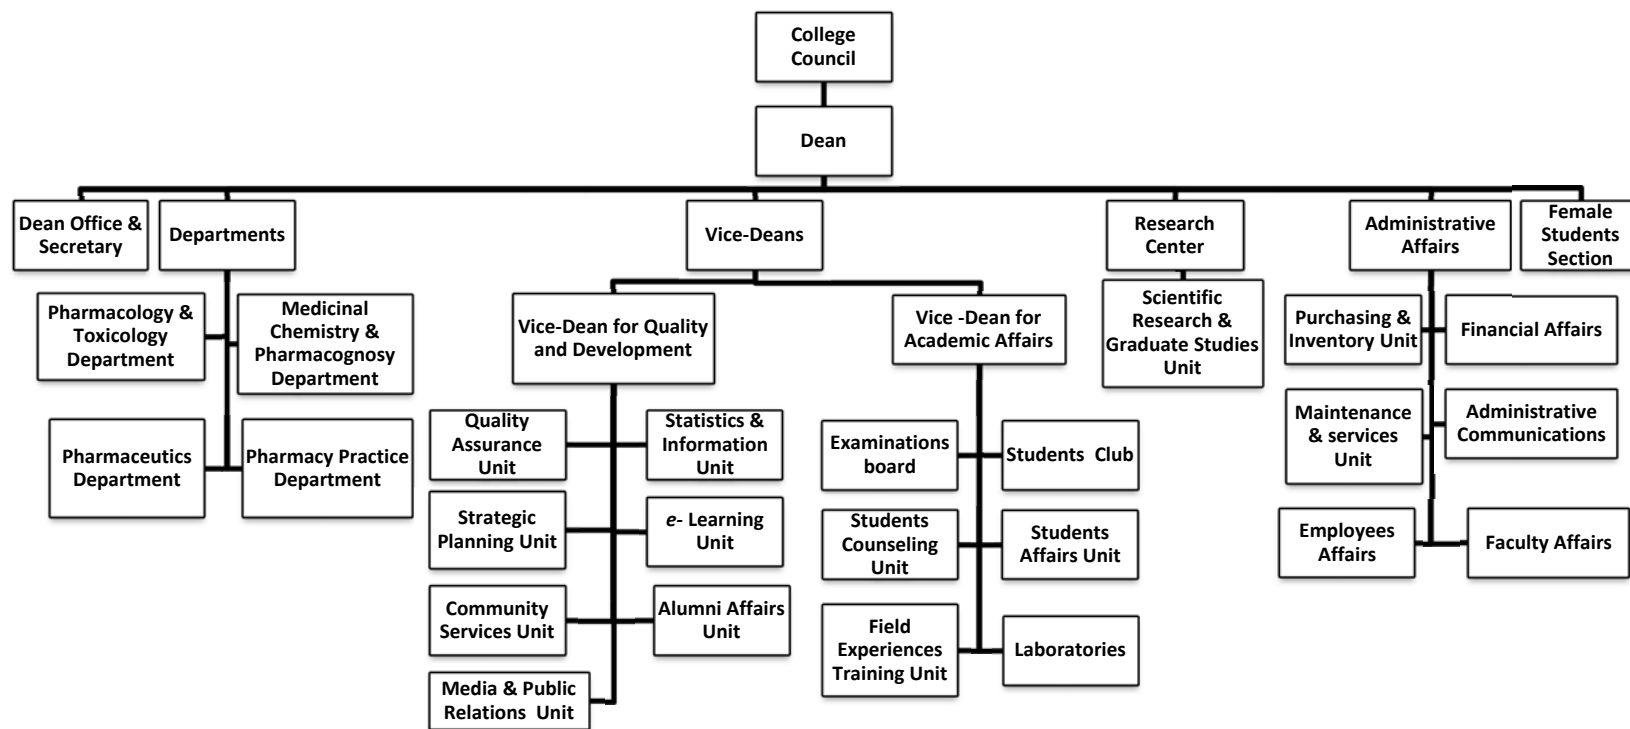 College
Council
Dean
Dean Office &
Secretary
Departments
Vice-Deans
Research
Center
Administrative
Affairs
Female
Students
Section
Pharmacology &
Toxicology
Department
Medicinal
Chemistry &
Pharmacognosy
Department
Pharmaceutics
Department
Pharmacy Practice
Department
Vice-Dean for Quality
and Development
Quality
Assurance
Unit
Statistics &
Information
Unit
Strategic
Planning Unit
e- Learning
Unit
Community
Services Unit
Alumni Affairs
Unit
Media & Public
Relations Unit
Vice -Dean for
Academic Affairs
Examinations
board
Students Club
Students
Counseling
Unit
Students
Affairs Unit
Field
Experiences
Training Unit
Laboratories
Scientific
Research &
Graduate Studies
Unit
Purchasing &
Inventory Unit
Financial Affairs
Maintenance
& services
Unit
Administrative
Communications
Employees
Affairs
Faculty Affairs